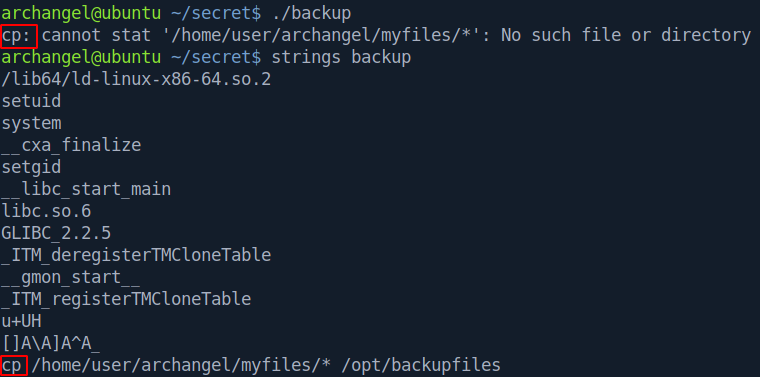 archangel@ubuntu ~/secret$ ./backup
cp: cannot stat '/home/user/archangel/myfiles/*': No such file or directory
archangel@ubuntu ~/secret$ strings backup
/lib64/ld-linux-x86-64.so.2
setuid
system
__cxa_finalize
setgid
__libc_start_main
libc.so.6
GLIBC_2.2.5
_ITM_deregisterTMCloneTable
__gmon_start__
_ITM_registerTMCloneTable
u+UH
[]A\A]A^A_
cp /home/user/archangel/myfiles/* /opt/backupfiles